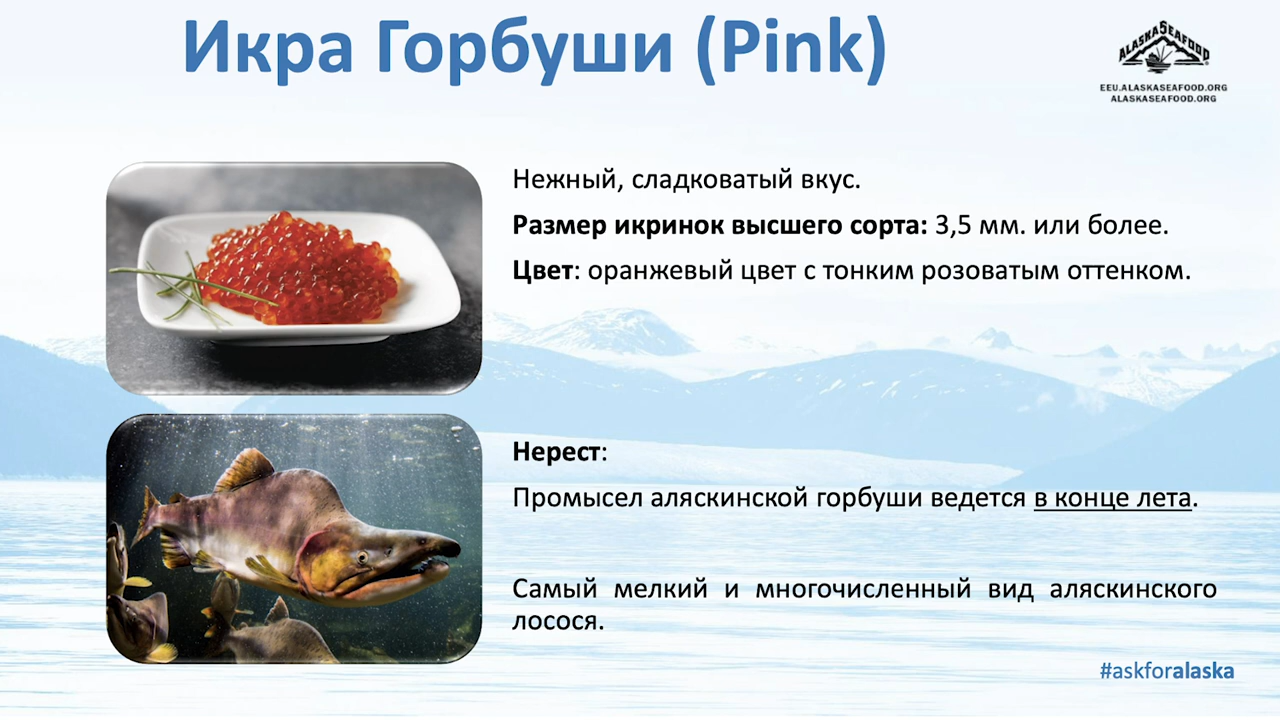 Икра Горбуши (Pink)
ALASKA SEAFOOD
EEU.ALASKASEAFOOD.ORG
ALASKASEAFOOD.ORG
Нежный, сладковатый вкус.
Размер икринок высшего сорта: 3,5 мм. или более.
Цвет: оранжевый цвет с тонким розоватым оттенком.
Нерест:
Промысел аляскинской горбуши ведется в конце лета.
Самый мелкий и многочисленный вид аляскинского
лосося.
#askforalaska